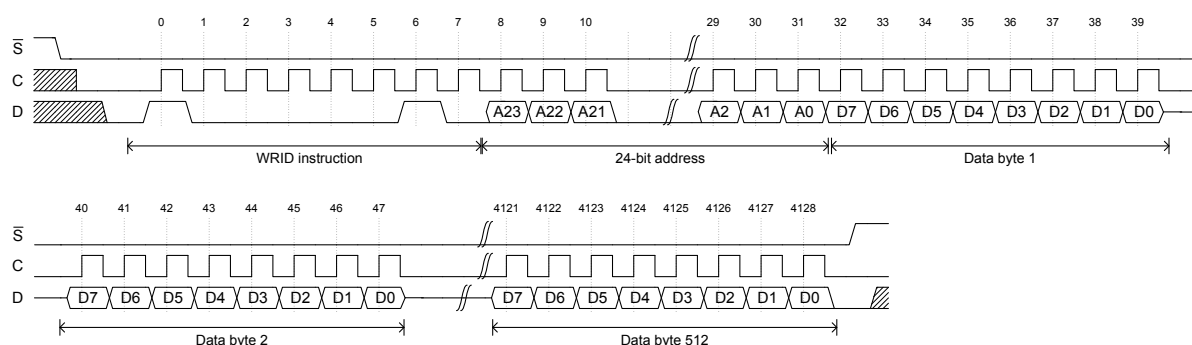 0 1 2 3 4 5 6 7 8 9 10 29 30 31 32 33 34 35 36 37 38 39
S
C
D A23 A22 A21 A2 A1 A0 D7 D6 D5 D4 D3 D2 D1 D0
WRID instruction 24-bit address Data byte 1
40 41 42 43 44 45 46 47 4121 4122 4123 4124 4125 4126 4127 4128
S
C
D D7 D6 D5 D4 D3 D2 D1 D0 D7 D6 D5 D4 D3 D2 D1 D0
Data byte 2 Data byte 512